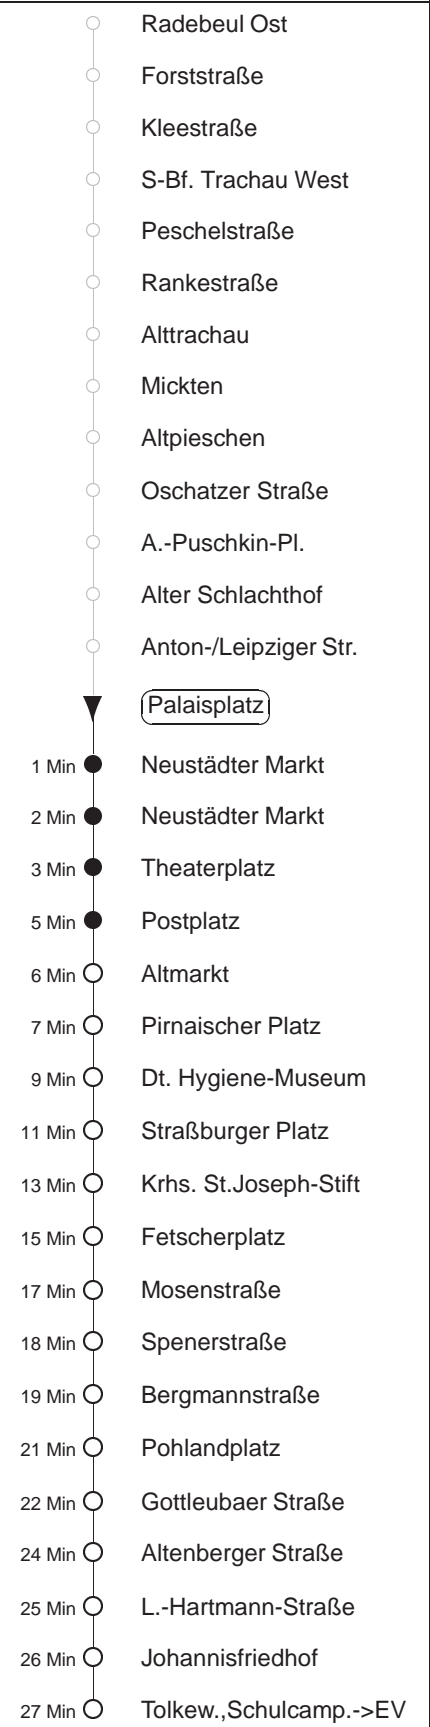 Radebeul Ost
Forststraße
Kleestraße
S-Bf. Trachau West
Peschelstraße
Rankestraße
Alttrachau
Mickten
Altpieschen
Oschatzer Straße
A.-Puschkin-Pl.
Alter Schlachthof
Anton-/Leipziger Str.
Palaisplatz
1 Min Neustädter Markt
2 Min Neustädter Markt
3 Min Theaterplatz
5 Min Postplatz
6 Min Altmarkt
7 Min Pirnaischer Platz
9 Min Dt. Hygiene-Museum
11 Min Straßburger Platz
13 Min Krhs. St.Joseph-Stift
15 Min Fetscherplatz
17 Min Mosenstraße
18 Min Spenerstraße
19 Min Bergmannstraße
21 Min Pohlandplatz
22 Min Gottleubaer Straße
24 Min Altenberger Straße
25 Min L.-Hartmann-Straße
26 Min Johannisfriedhof
27 Min Tolkew.,Schulcamp.->EV